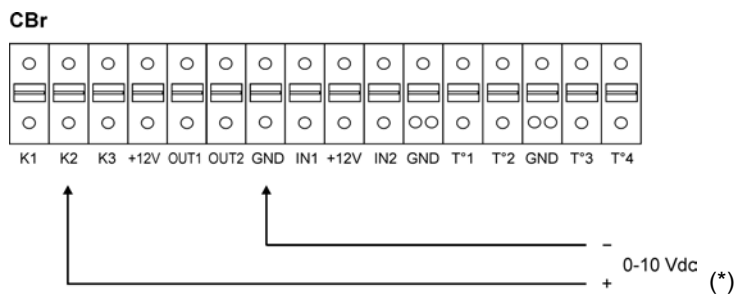 CBr
K1 K2 K3 +12V OUT1 OUT2 GND IN1 +12V IN2 GND T°1 T°2 GND T°3 T°4
–
0-10 Vdc (*)
+